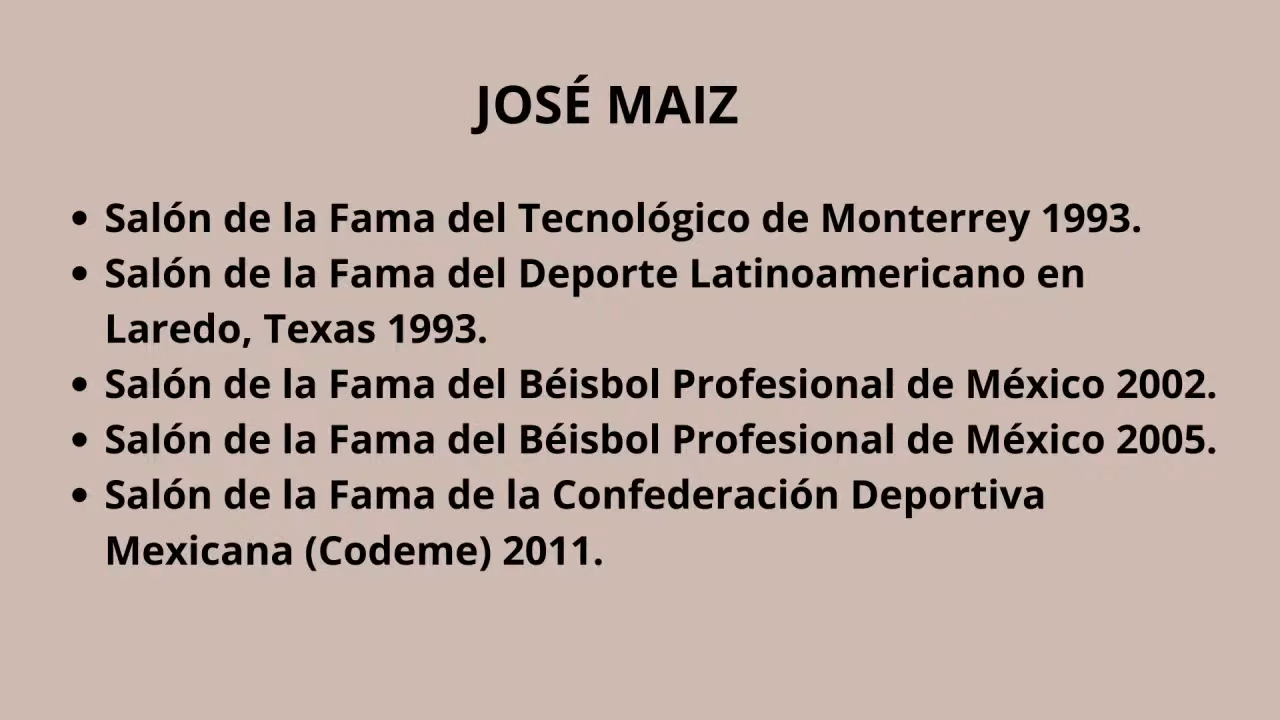 JOSÉ MAIZ
• Salón de la Fama del Tecnológico de Monterrey 1993.
• Salón de la Fama del Deporte Latinoamericano en
Laredo, Texas 1993.
• Salón de la Fama del Béisbol Profesional de México 2002.
• Salón de la Fama del Béisbol Profesional de México 2005.
• Salón de la Fama de la Confederación Deportiva
Mexicana (Codeme) 2011.